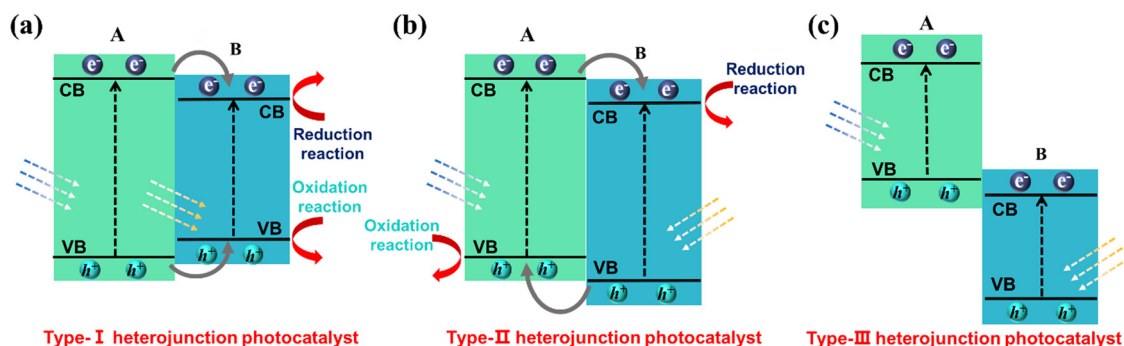 (a)
A
B
e⁻ e⁻
e⁻ e⁻
CB
CB
Reduction
reaction
Oxidation
reaction
VB
VB
h⁺ h⁺
h⁺ h⁺
Type-Ⅰ heterojunction photocatalyst
(b)
A
B
e⁻ e⁻
e⁻ e⁻
CB
CB
Reduction
reaction
Oxidation
reaction
VB
VB
h⁺ h⁺
h⁺ h⁺
Type-Ⅱ heterojunction photocatalyst
(c)
A
e⁻ e⁻
CB
VB
h⁺ h⁺
B
e⁻ e⁻
CB
VB
h⁺ h⁺
Type-Ⅲ heterojunction photocatalyst